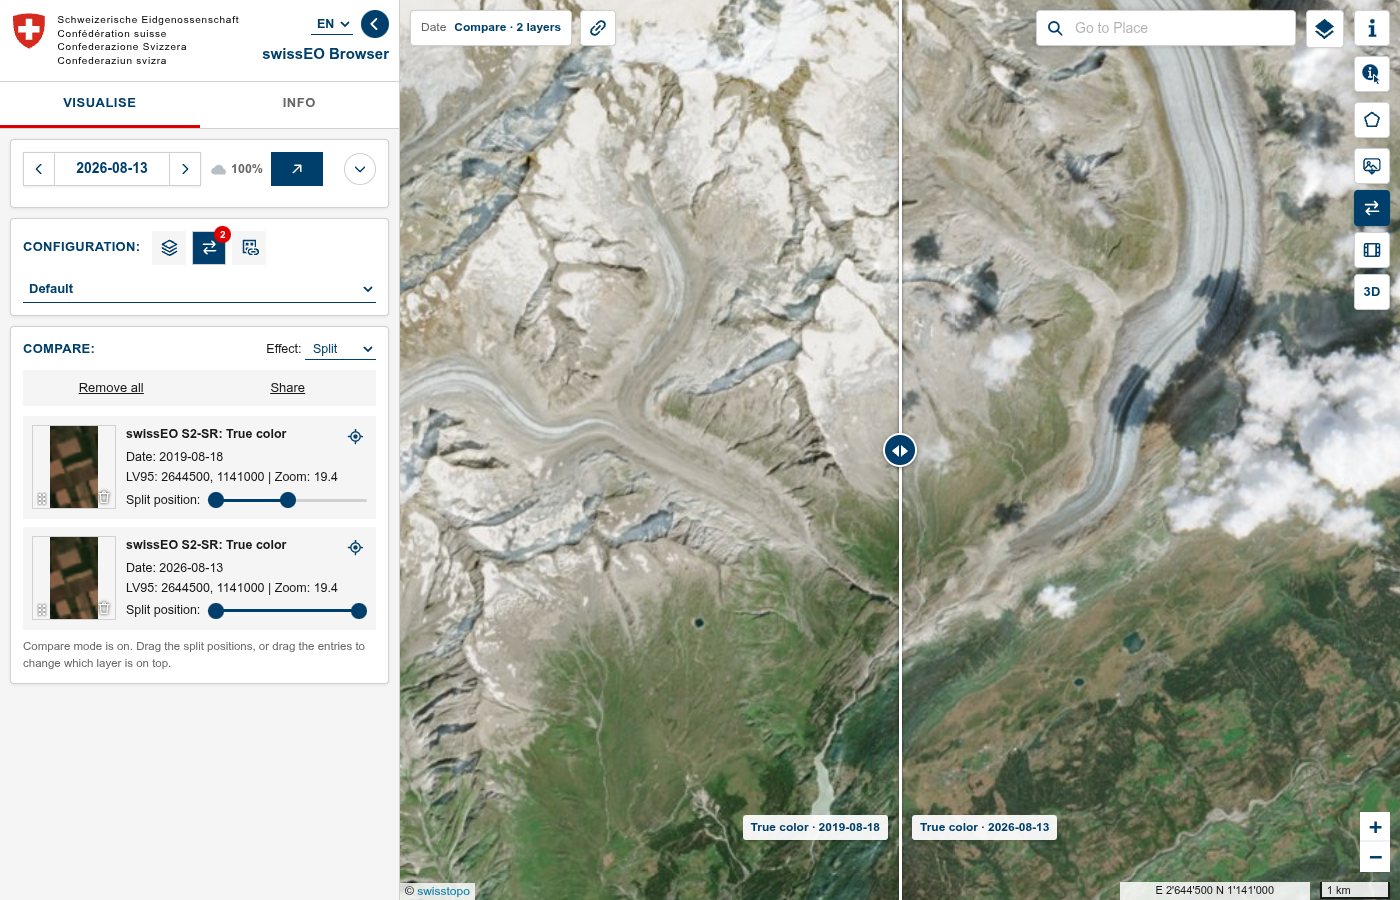 Schweizerische Eidgenossenschaft
Confédération suisse
Confederazione Svizzera
Confederaziun svizra
EN
swissEO Browser
VISUALISE
INFO
2026-08-13
100%
CONFIGURATION:
2
Default
COMPARE:
Effect: Split
Remove all
Share
swissEO S2-SR: True color
Date: 2019-08-18
LV95: 2644500, 1141000 | Zoom: 19.4
Split position:
swissEO S2-SR: True color
Date: 2026-08-13
LV95: 2644500, 1141000 | Zoom: 19.4
Split position:
Compare mode is on. Drag the split positions, or drag the entries to
change which layer is on top.
Date Compare · 2 layers
Go to Place
3D
True color · 2019-08-18
True color · 2026-08-13
© swisstopo
E 2'644'500 N 1'141'000
1 km